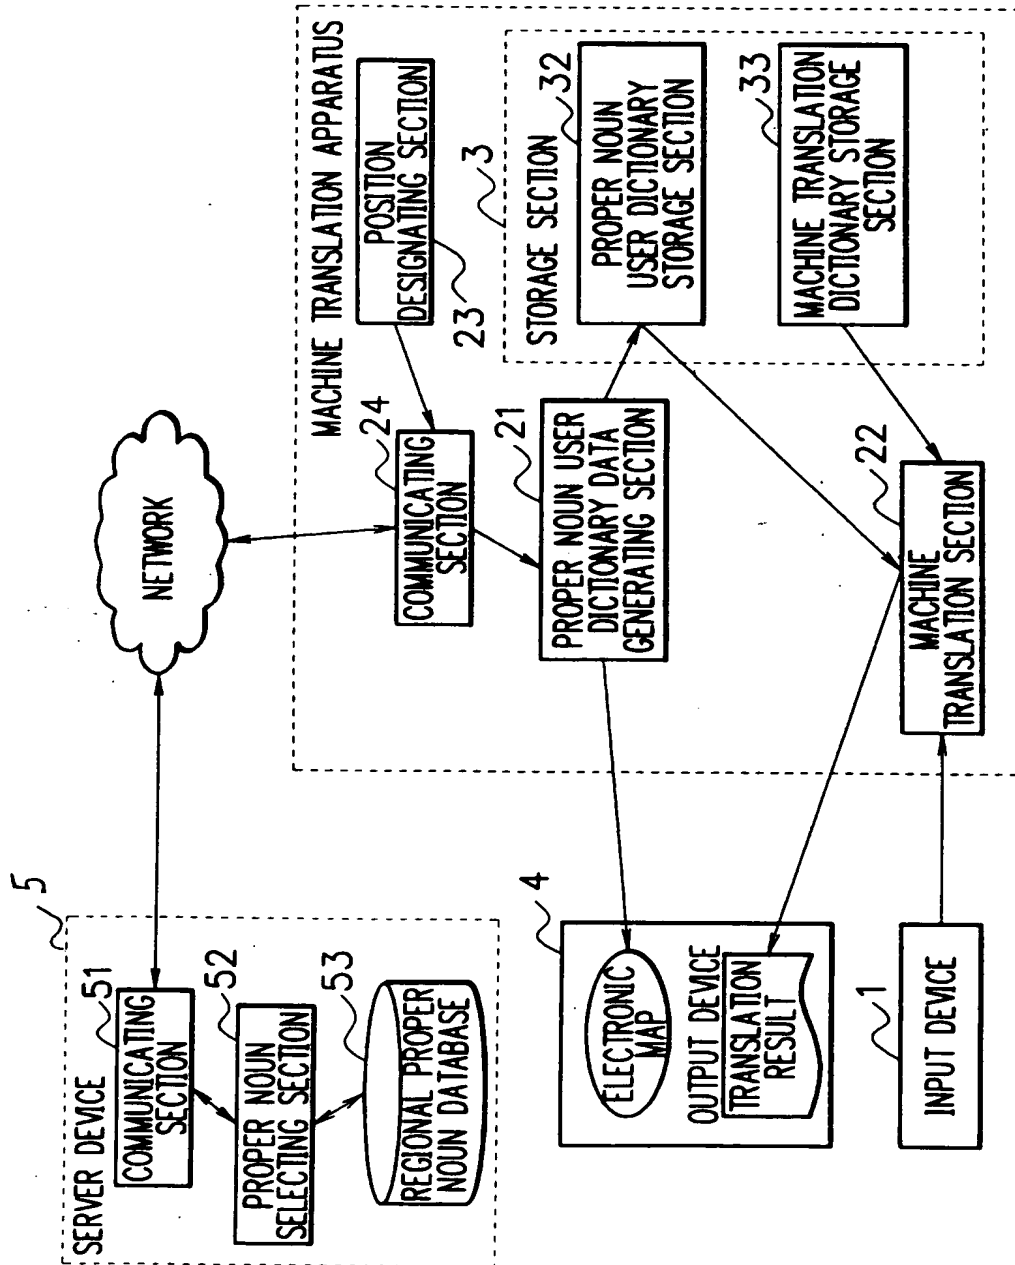 5
SERVER DEVICE
51
COMMUNICATING
SECTION
52
PROPER NOUN
SELECTING SECTION
53
REGIONAL PROPER
NOUN DATABASE
NETWORK
MACHINE TRANSLATION APPARATUS
24
COMMUNICATING
SECTION
POSITION
DESIGNATING SECTION
23
21
PROPER NOUN USER
DICTIONARY DATA
GENERATING SECTION
3
STORAGE SECTION
32
PROPER NOUN
USER DICTIONARY
STORAGE SECTION
33
MACHINE TRANSLATION
DICTIONARY STORAGE
SECTION
4
ELECTRONIC
MAP
OUTPUT DEVICE
TRANSLATION
RESULT
1
INPUT DEVICE
22
MACHINE
TRANSLATION SECTION